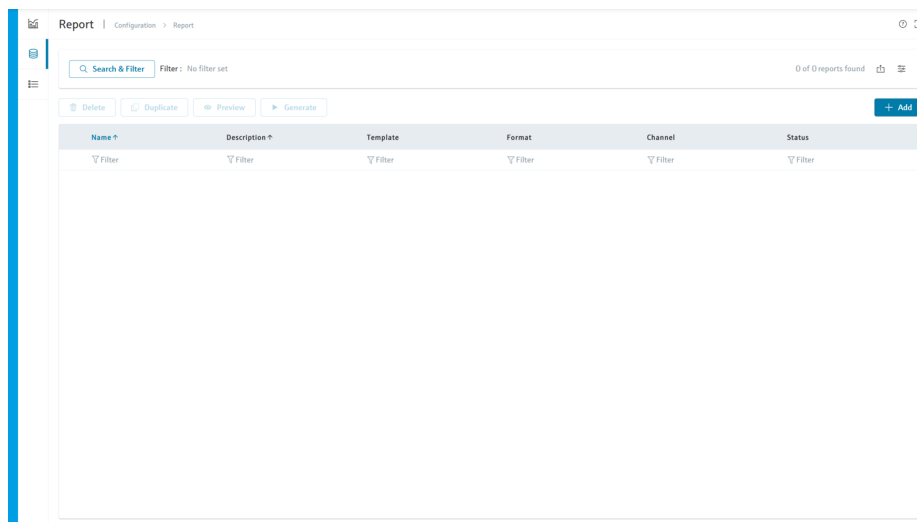 Report | Configuration > Report
Search & Filter Filter : No filter set 0 of 0 reports found
Delete Duplicate Preview Generate + Add
Name ↑ Description ↑ Template Format Channel Status
Filter Filter Filter Filter Filter Filter